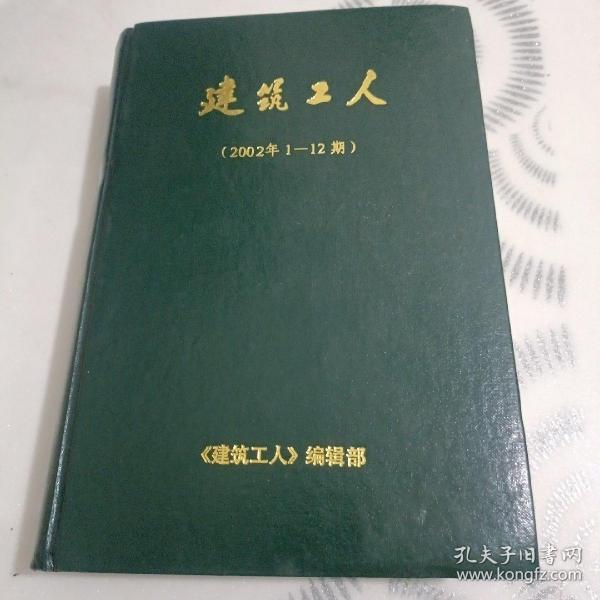 建筑工人
（2002年 1—12 期）
《建筑工人》编辑部
孔夫子旧书网
www.kongfz.com